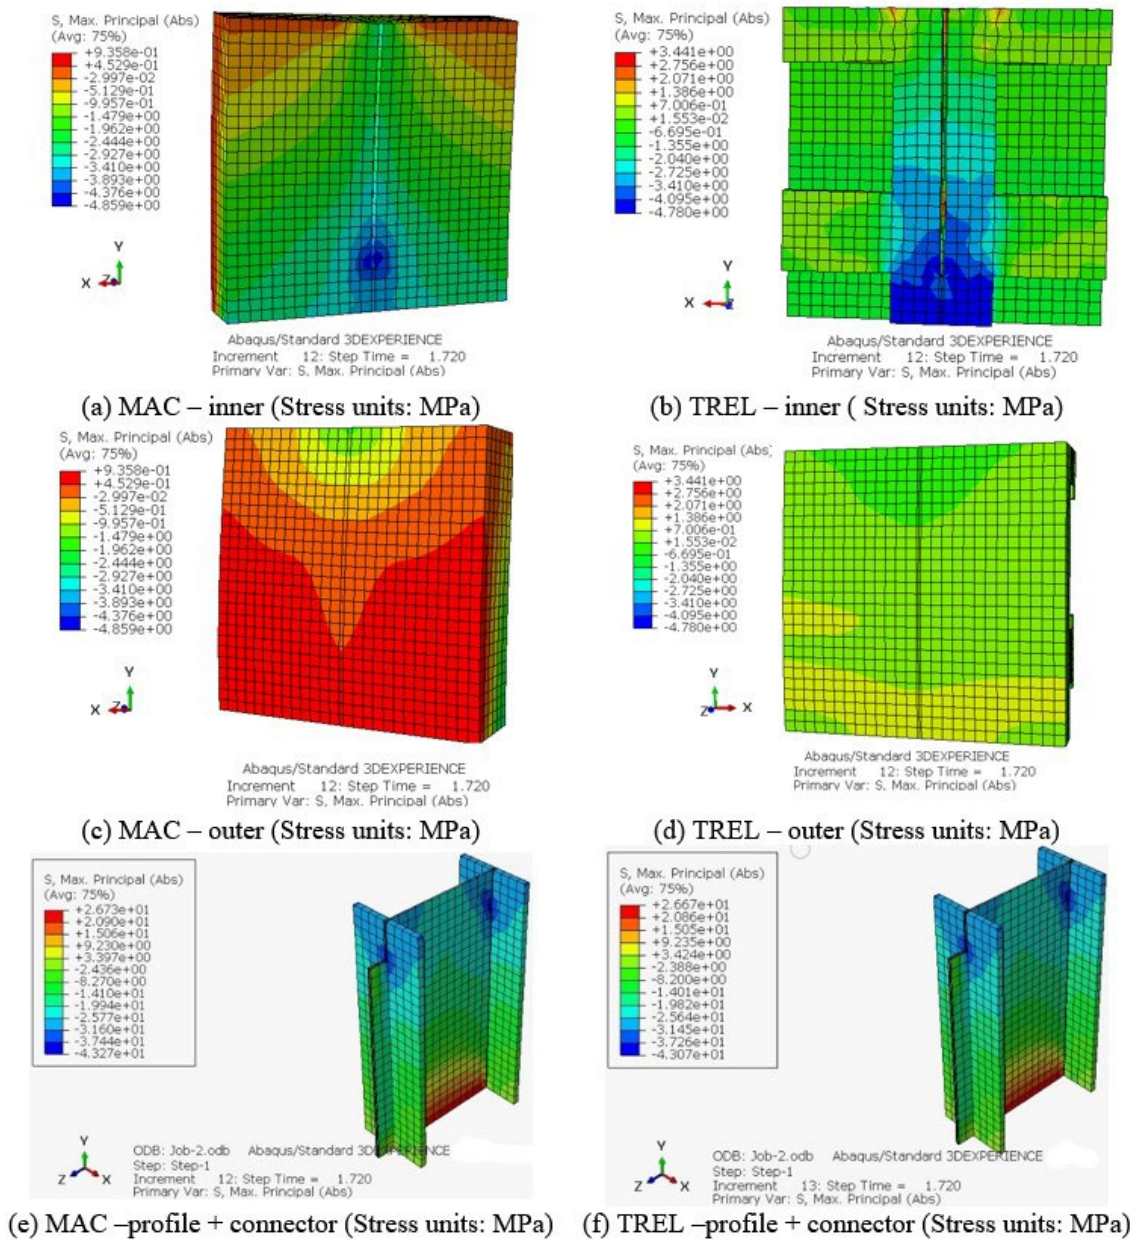 S, Max. Principal (Abs)
(Avg: 75%)
+9.358e-01
+4.529e-01
-2.997e-02
-5.129e-01
-9.957e-01
-1.479e+00
-1.962e+00
-2.444e+00
-2.927e+00
-3.410e+00
-3.893e+00
-4.376e+00
-4.859e+00
Y
X
Z
Abaqus/Standard 3DEXPERIENCE
Increment 12: Step Time = 1.720
Primary Var: S, Max. Principal (Abs)
(a) MAC – inner (Stress units: MPa)
S, Max. Principal (Abs)
(Avg: 75%)
+3.441e+00
+2.756e+00
+2.071e+00
+1.386e+00
+7.006e-01
+1.553e-02
-6.695e-01
-1.355e+00
-2.040e+00
-2.725e+00
-3.410e+00
-4.095e+00
-4.780e+00
Y
X
Z
Abaqus/Standard 3DEXPERIENCE
Increment 12: Step Time = 1.720
Primary Var: S, Max. Principal (Abs)
(b) TREL – inner ( Stress units: MPa)
S, Max. Principal (Abs)
(Avg: 75%)
+9.358e-01
+4.529e-01
-2.997e-02
-5.129e-01
-9.957e-01
-1.479e+00
-1.962e+00
-2.444e+00
-2.927e+00
-3.410e+00
-3.893e+00
-4.376e+00
-4.859e+00
Y
X
Z
Abaqus/Standard 3DEXPERIENCE
Increment 12: Step Time = 1.720
Primary Var: S, Max. Principal (Abs)
(c) MAC – outer (Stress units: MPa)
S, Max. Principal (Abs)
(Avg: 75%)
+3.441e+00
+2.756e+00
+2.071e+00
+1.386e+00
+7.006e-01
+1.553e-02
-6.695e-01
-1.355e+00
-2.040e+00
-2.725e+00
-3.410e+00
-4.095e+00
-4.780e+00
Y
Z X
Abaqus/Standard 3DEXPERIENCE
Increment 12: Step Time = 1.720
Primary Var: S, Max. Principal (Abs)
(d) TREL – outer (Stress units: MPa)
S, Max. Principal (Abs)
(Avg: 75%)
+2.673e+01
+2.090e+01
+1.506e+01
+9.230e+00
+3.397e+00
-2.436e+00
-8.270e+00
-1.410e+01
-1.994e+01
-2.577e+01
-3.160e+01
-3.744e+01
-4.327e+01
Y
Z X
ODB: Job-2.odb Abaqus/Standard 3DEXPERIENCE
Step: Step-1
Increment 12: Step Time = 1.720
Primary Var: S, Max. Principal (Abs)
(e) MAC –profile + connector (Stress units: MPa)
S, Max. Principal (Abs)
(Avg: 75%)
+2.667e+01
+2.086e+01
+1.505e+01
+9.235e+00
+3.424e+00
-2.388e+00
-8.200e+00
-1.401e+01
-1.982e+01
-2.564e+01
-3.145e+01
-3.726e+01
-4.307e+01
Y
Z X
ODB: Job-2.odb Abaqus/Standard 3DEXPERIENCE
Step: Step-1
Increment 13: Step Time = 1.720
Primary Var: S, Max. Principal (Abs)
(f) TREL –profile + connector (Stress units: MPa)